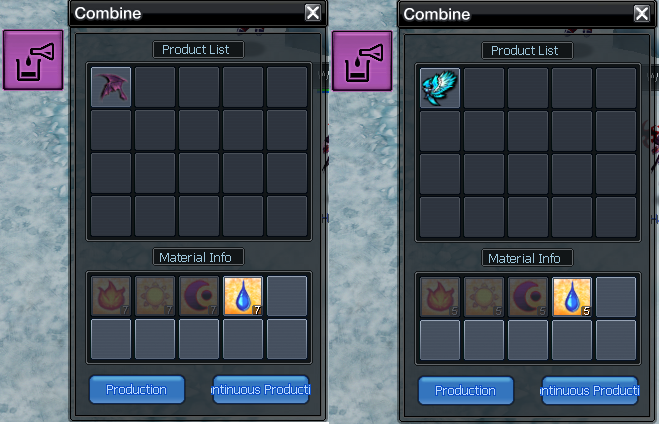 Combine
Product List
Material Info
7 7 7 7
Production
ntinuous Producti
Combine
Product List
Material Info
5 5 5 5
Production
ntinuous Producti